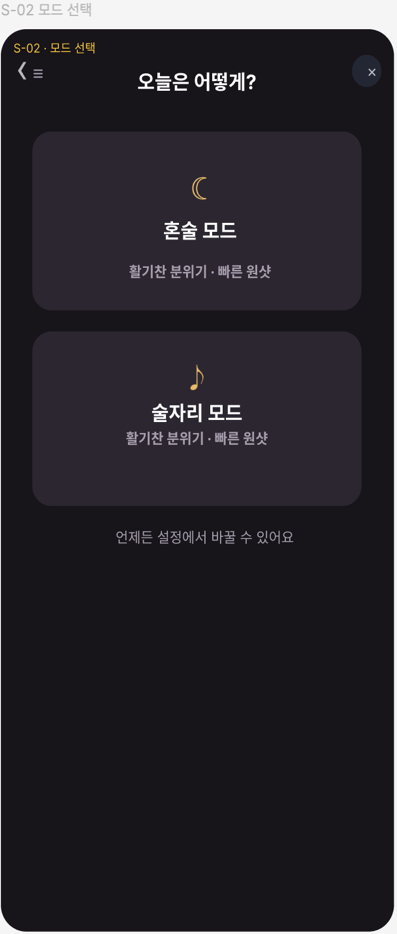 S-02 모드 선택
S-02 · 모드 선택
오늘은 어떻게?
혼술 모드
활기찬 분위기 · 빠른 원샷
술자리 모드
활기찬 분위기 · 빠른 원샷
언제든 설정에서 바꿀 수 있어요